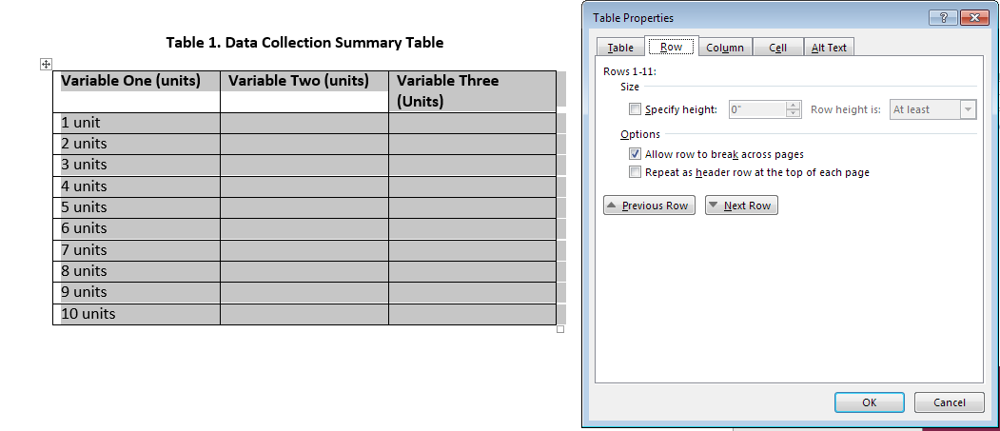 Table 1. Data Collection Summary Table
Variable One (units) Variable Two (units) Variable Three
(Units)
1 unit
2 units
3 units
4 units
5 units
6 units
7 units
8 units
9 units
10 units
Table Properties
Table Row Column Cell Alt Text
Rows 1-11:
Size
Specify height: 0" Row height is: At least
Options
Allow row to break across pages
Repeat as header row at the top of each page
Previous Row Next Row
OK Cancel